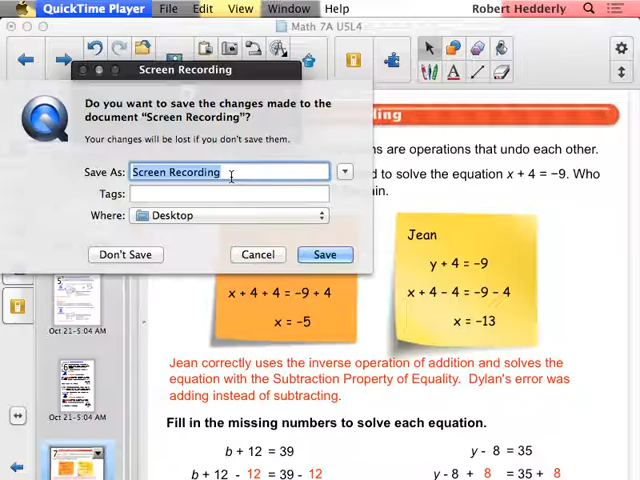 QuickTime Player File Edit View Window Help Robert Hedderly
Math 7A U5L4
Screen Recording
Do you want to save the changes made to the
document “Screen Recording”?
Your changes will be lost if you don't save them.
Save As: Screen Recording
Tags:
Where: Desktop
Don't Save Cancel Save
ding
ns are operations that undo each other.
d to solve the equation x + 4 = −9. Who
in.
x + 4 + 4 = −9 + 4
x = −5
Jean
y + 4 = −9
x + 4 − 4 = −9 − 4
x = −13
Jean correctly uses the inverse operation of addition and solves the
equation with the Subtraction Property of Equality. Dylan's error was
adding instead of subtracting.
Fill in the missing numbers to solve each equation.
b + 12 = 39
b + 12 - 12 = 39 - 12
y - 8 = 35
y - 8 + 8 = 35 + 8
Oct 21-5:04 AM
Oct 21-5:04 AM
7